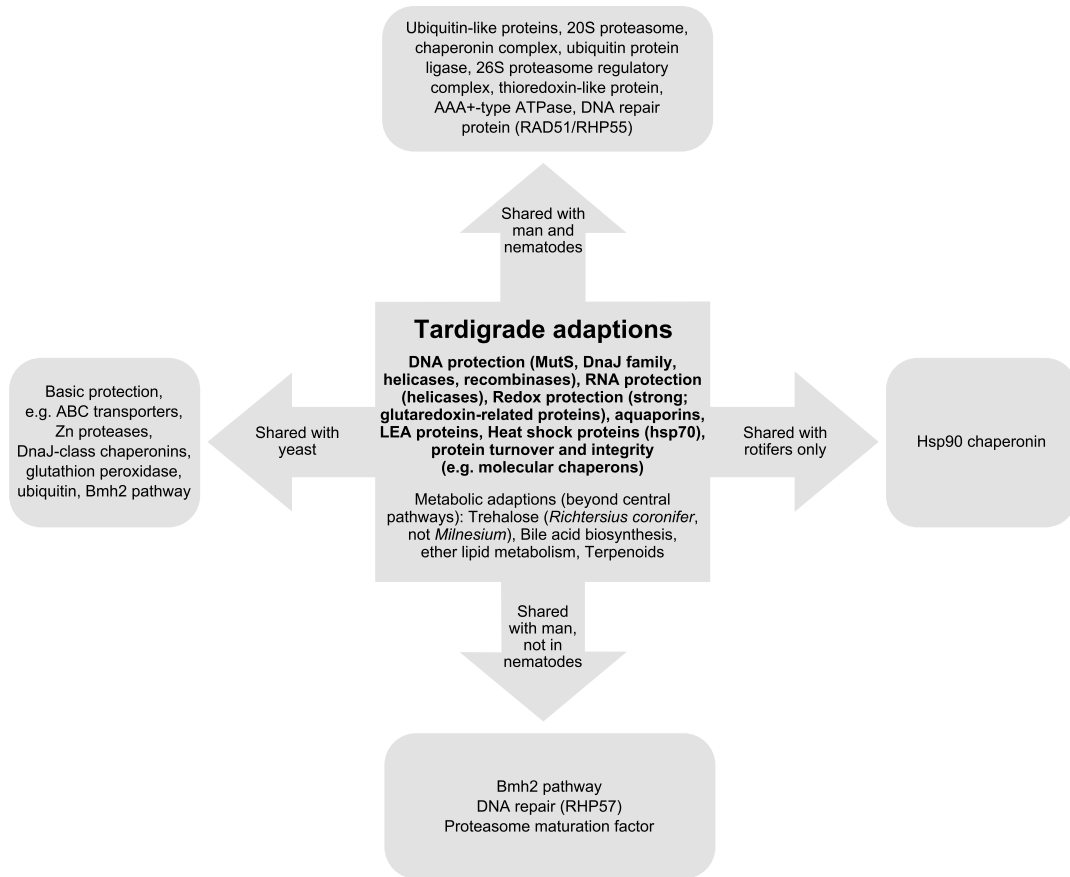 Ubiquitin-like proteins, 20S proteasome,
chaperonin complex, ubiquitin protein
ligase, 26S proteasome regulatory
complex, thioredoxin-like protein,
AAA+-type ATPase, DNA repair
protein (RAD51/RHP55)
Shared with
man and
nematodes
Tardigrade adaptions
DNA protection (MutS, DnaJ family,
helicases, recombinases), RNA protection
(helicases), Redox protection (strong;
glutaredoxin-related proteins), aquaporins,
LEA proteins, Heat shock proteins (hsp70),
protein turnover and integrity
(e.g. molecular chaperons)
Metabolic adaptions (beyond central
pathways): Trehalose (Richtersius coronifer,
not Milnesium), Bile acid biosynthesis,
ether lipid metabolism, Terpenoids
Shared with
yeast
Basic protection,
e.g. ABC transporters,
Zn proteases,
DnaJ-class chaperonins,
glutathion peroxidase,
ubiquitin, Bmh2 pathway
Shared with
rotifers only
Hsp90 chaperonin
Shared
with man,
not in
nematodes
Bmh2 pathway
DNA repair (RHP57)
Proteasome maturation factor